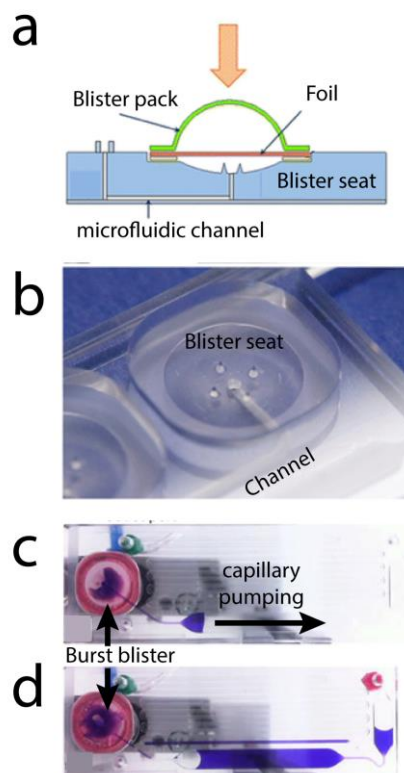 a
Blister pack
Foil
Blister seat
microfluidic channel
b
Blister seat
Channel
c
capillary
pumping
Burst blister
d